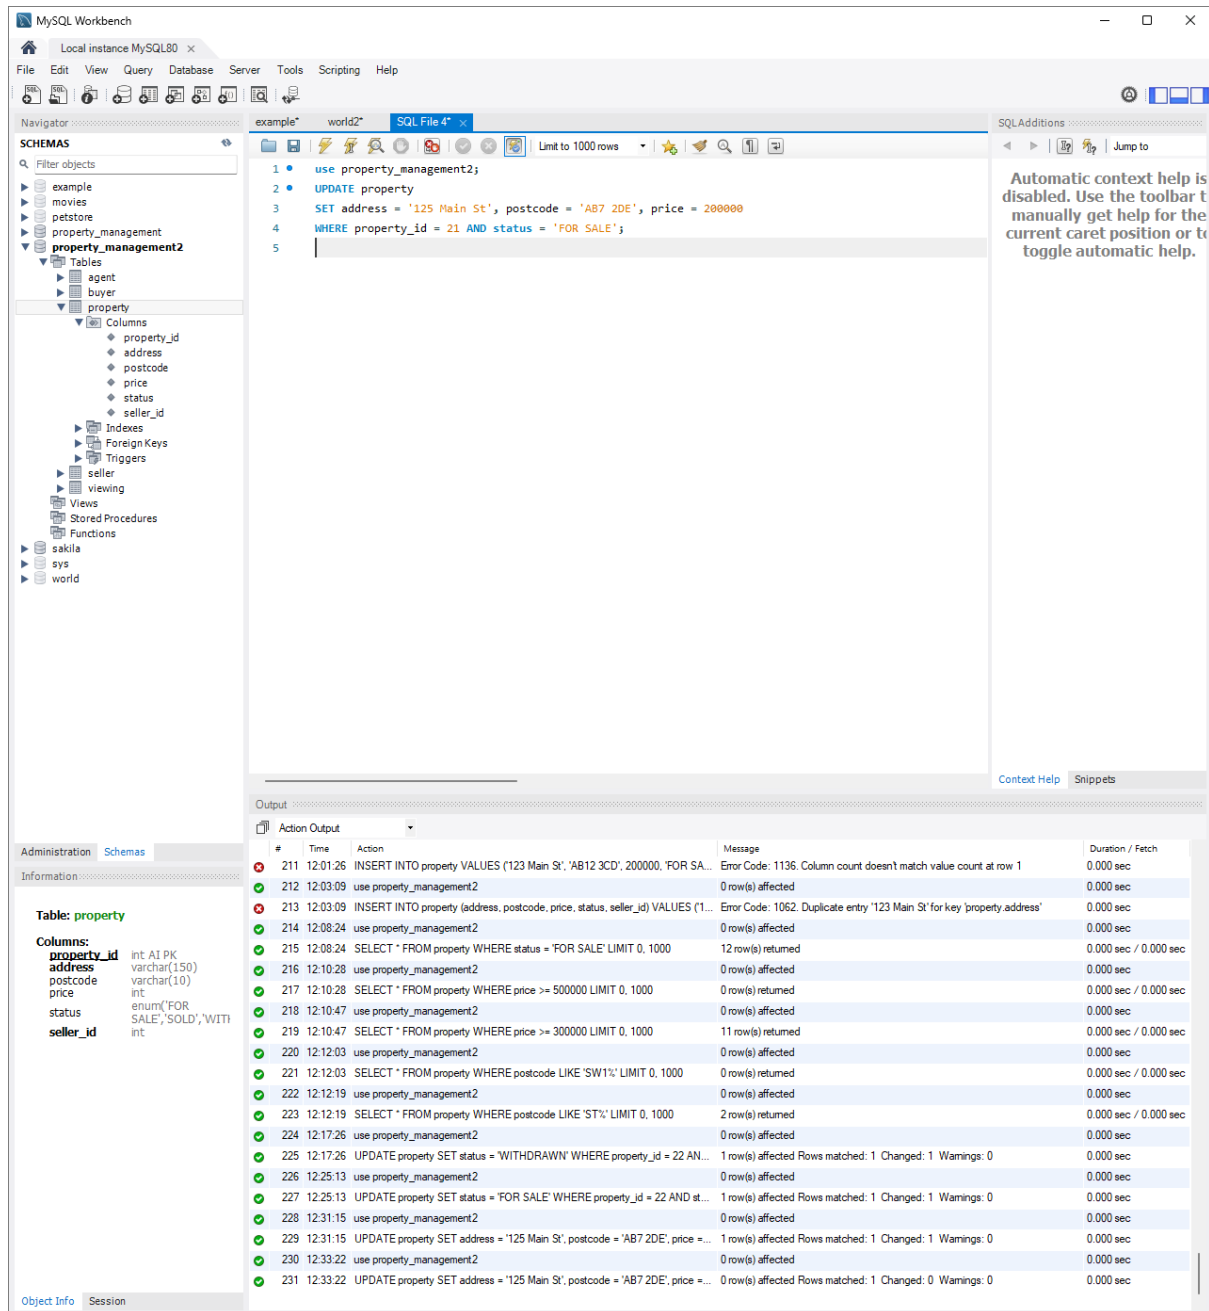 MySQL Workbench
Local instance MySQL80
File Edit View Query Database Server Tools Scripting Help
Navigator
SCHEMAS
Filter objects
example
movies
petstore
property_management
property_management2
Tables
agent
buyer
property
Columns
property_id
address
postcode
price
status
seller_id
Indexes
Foreign Keys
Triggers
seller
viewing
Views
Stored Procedures
Functions
sakila
sys
world
Administration Schemas
Information
Table: property
Columns:
property_id int AI PK
address varchar(150)
postcode varchar(10)
price int
status enum('FOR
SALE','SOLD','WITH
seller_id int
Object Info Session
example* world2* SQL File 4*
Limit to 1000 rows
1 use property_management2;
2 UPDATE property
3 SET address = '125 Main St', postcode = 'AB7 2DE', price = 200000
4 WHERE property_id = 21 AND status = 'FOR SALE';
5
SQLAdditions
Jump to
Automatic context help is
disabled. Use the toolbar t
manually get help for the
current caret position or to
toggle automatic help.
Context Help Snippets
Output
Action Output
# Time Action Message Duration / Fetch
211 12:01:26 INSERT INTO property VALUES ('123 Main St', 'AB12 3CD', 200000, 'FOR SA... Error Code: 1136. Column count doesn't match value count at row 1 0.000 sec
212 12:03:09 use property_management2 0 row(s) affected 0.000 sec
213 12:03:09 INSERT INTO property (address, postcode, price, status, seller_id) VALUES ('1... Error Code: 1062. Duplicate entry '123 Main St' for key 'property.address' 0.000 sec
214 12:08:24 use property_management2 0 row(s) affected 0.000 sec
215 12:08:24 SELECT * FROM property WHERE status = 'FOR SALE' LIMIT 0, 1000 12 row(s) returned 0.000 sec / 0.000 sec
216 12:10:28 use property_management2 0 row(s) affected 0.000 sec
217 12:10:28 SELECT * FROM property WHERE price >= 500000 LIMIT 0, 1000 0 row(s) returned 0.000 sec / 0.000 sec
218 12:10:47 use property_management2 0 row(s) affected 0.000 sec
219 12:10:47 SELECT * FROM property WHERE price >= 300000 LIMIT 0, 1000 11 row(s) returned 0.000 sec / 0.000 sec
220 12:12:03 use property_management2 0 row(s) affected 0.000 sec
221 12:12:03 SELECT * FROM property WHERE postcode LIKE 'SW1%' LIMIT 0, 1000 0 row(s) returned 0.000 sec / 0.000 sec
222 12:12:19 use property_management2 0 row(s) affected 0.000 sec
223 12:12:19 SELECT * FROM property WHERE postcode LIKE 'ST%' LIMIT 0, 1000 2 row(s) returned 0.000 sec / 0.000 sec
224 12:17:26 use property_management2 0 row(s) affected 0.000 sec
225 12:17:26 UPDATE property SET status = 'WITHDRAWN' WHERE property_id = 22 AN... 1 row(s) affected Rows matched: 1 Changed: 1 Warnings: 0 0.000 sec
226 12:25:13 use property_management2 0 row(s) affected 0.000 sec
227 12:25:13 UPDATE property SET status = 'FOR SALE' WHERE property_id = 22 AND st... 1 row(s) affected Rows matched: 1 Changed: 1 Warnings: 0 0.000 sec
228 12:31:15 use property_management2 0 row(s) affected 0.000 sec
229 12:31:15 UPDATE property SET address = '125 Main St', postcode = 'AB7 2DE', price =... 1 row(s) affected Rows matched: 1 Changed: 1 Warnings: 0 0.000 sec
230 12:33:22 use property_management2 0 row(s) affected 0.000 sec
231 12:33:22 UPDATE property SET address = '125 Main St', postcode = 'AB7 2DE', price =... 0 row(s) affected Rows matched: 1 Changed: 0 Warnings: 0 0.000 sec